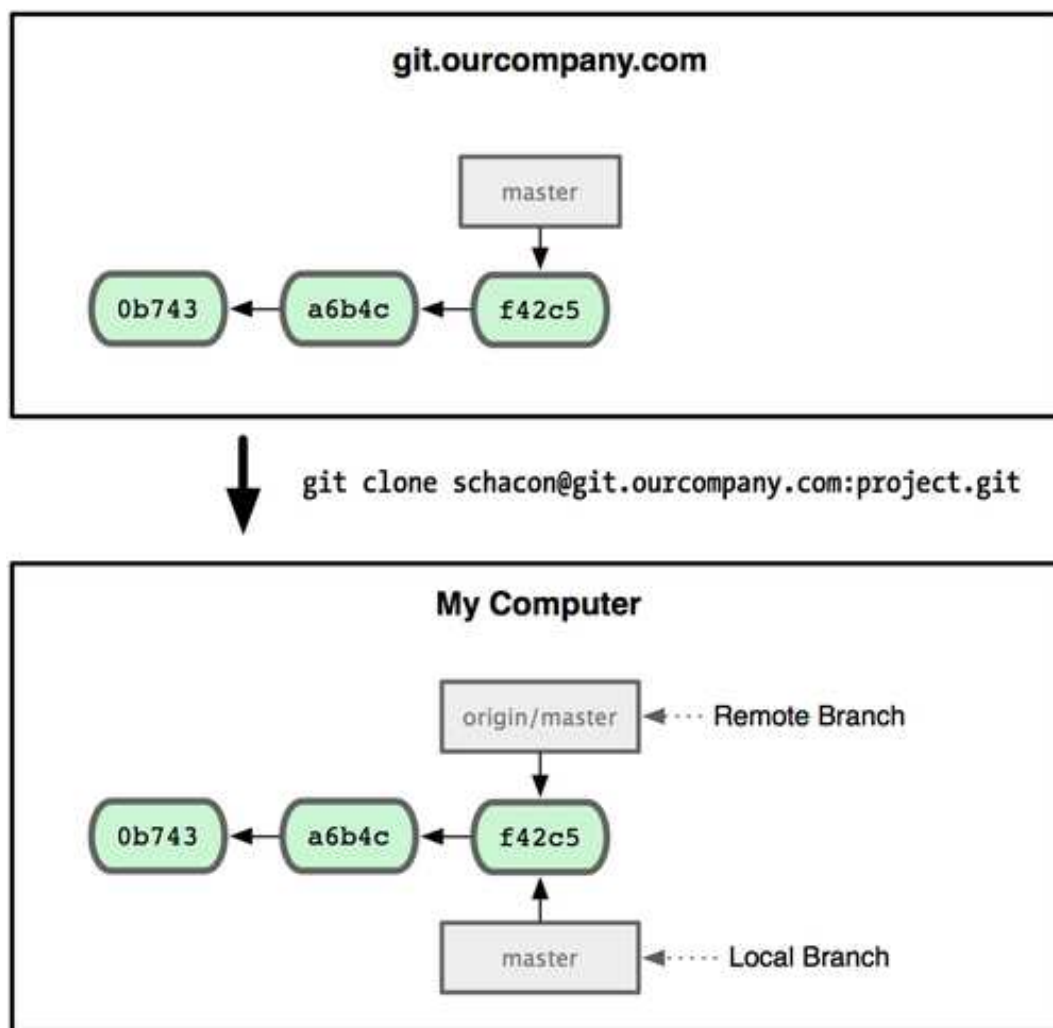 git.ourcompany.com
master
0b743 a6b4c f42c5
git clone schacon@git.ourcompany.com:project.git
My Computer
origin/master Remote Branch
0b743 a6b4c f42c5
master Local Branch